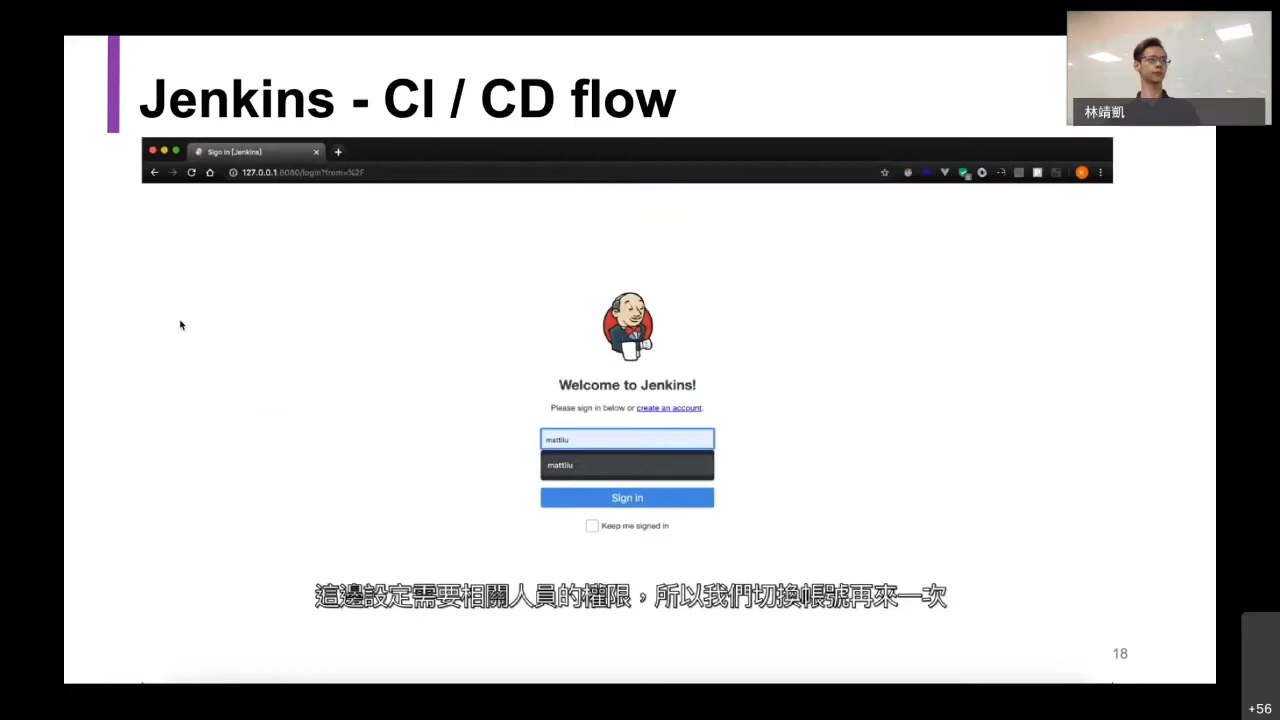 Jenkins - CI / CD flow
林靖凱
Sign in [Jenkins]
127.0.0.1:8080/login?from=%2F
Welcome to Jenkins!
Please sign in below or create an account.
mattliu
mattliu
Sign in
Keep me signed in
這邊設定需要相關人員的權限，所以我們切換帳號再來一次
18
+56